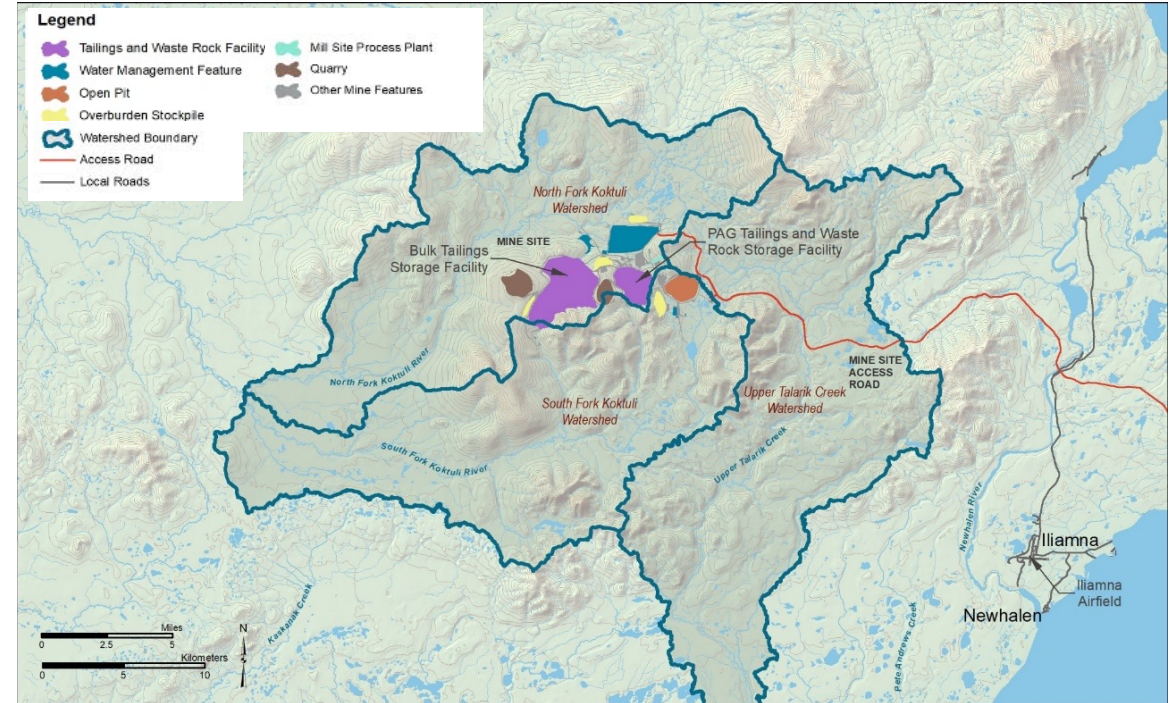 Legend
Tailings and Waste Rock Facility
Water Management Feature
Open Pit
Overburden Stockpile
Watershed Boundary
Access Road
Local Roads
Mill Site Process Plant
Quarry
Other Mine Features
North Fork Koktuli
Watershed
MINE SITE
Bulk Tailings
Storage Facility
PAG Tailings and Waste
Rock Storage Facility
North Fork Koktuli River
MINE SITE
ACCESS
ROAD
South Fork Koktuli
Watershed
Upper Talarik Creek
Watershed
South Fork Koktuli River
Upper Talarik Creek
Newhalen River
Iliamna
Iliamna
Airfield
Newhalen
Kaskanak Creek
Pete Andrews Creek
Miles
0 2.5 5
Kilometers
0 5 10
N